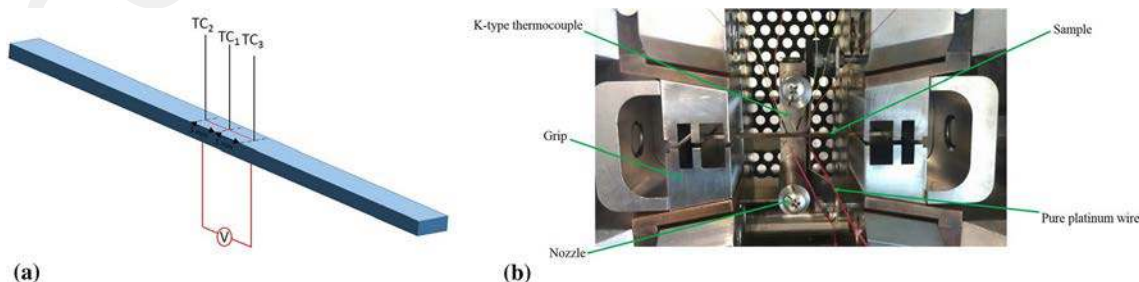 TC2
TC1
TC3
V
(a)
(b)
K-type thermocouple
Sample
Grip
Pure platinum wire
Nozzle